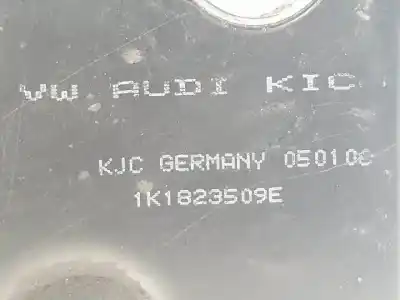 VW AUDI KIC
KJC GERMANY 050106
1K1823509E